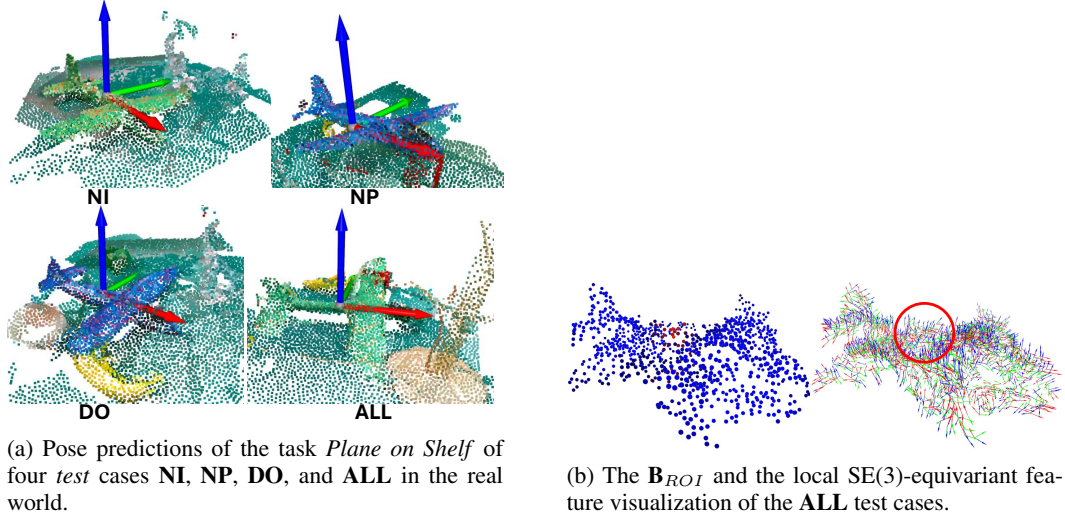 NI
NP
DO
ALL
(a) Pose predictions of the task Plane on Shelf of
four test cases NI, NP, DO, and ALL in the real
world.
(b) The B_ROI and the local SE(3)-equivariant fea-
ture visualization of the ALL test cases.